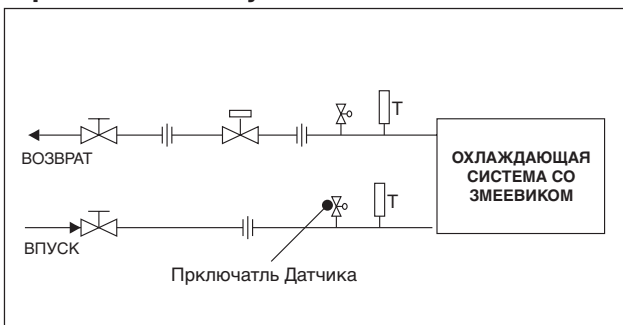 Т
ВОЗВРАТ
ОХЛАЖДАЮЩАЯ
СИСТЕМА СО
ЗМЕЕВИКОМ
Т
ВПУСК
Прключатль Датчика